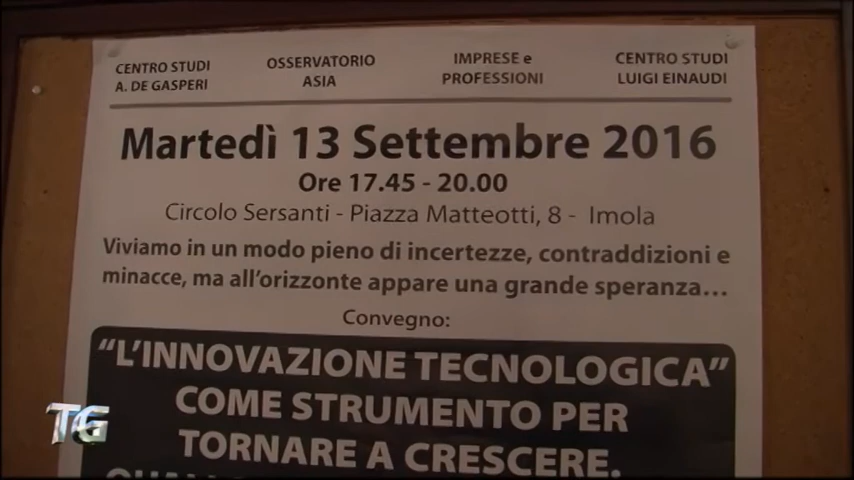 CENTRO STUDI
A. DE GASPERI
OSSERVATORIO
ASIA
IMPRESE e
PROFESSIONI
CENTRO STUDI
LUIGI EINAUDI
Martedì 13 Settembre 2016
Ore 17.45 - 20.00
Circolo Sersanti - Piazza Matteotti, 8 - Imola
Viviamo in un modo pieno di incertezze, contraddizioni e
minacce, ma all'orizzonte appare una grande speranza...
Convegno:
"L'INNOVAZIONE TECNOLOGICA"
COME STRUMENTO PER
TORNARE A CRESCERE.
TG